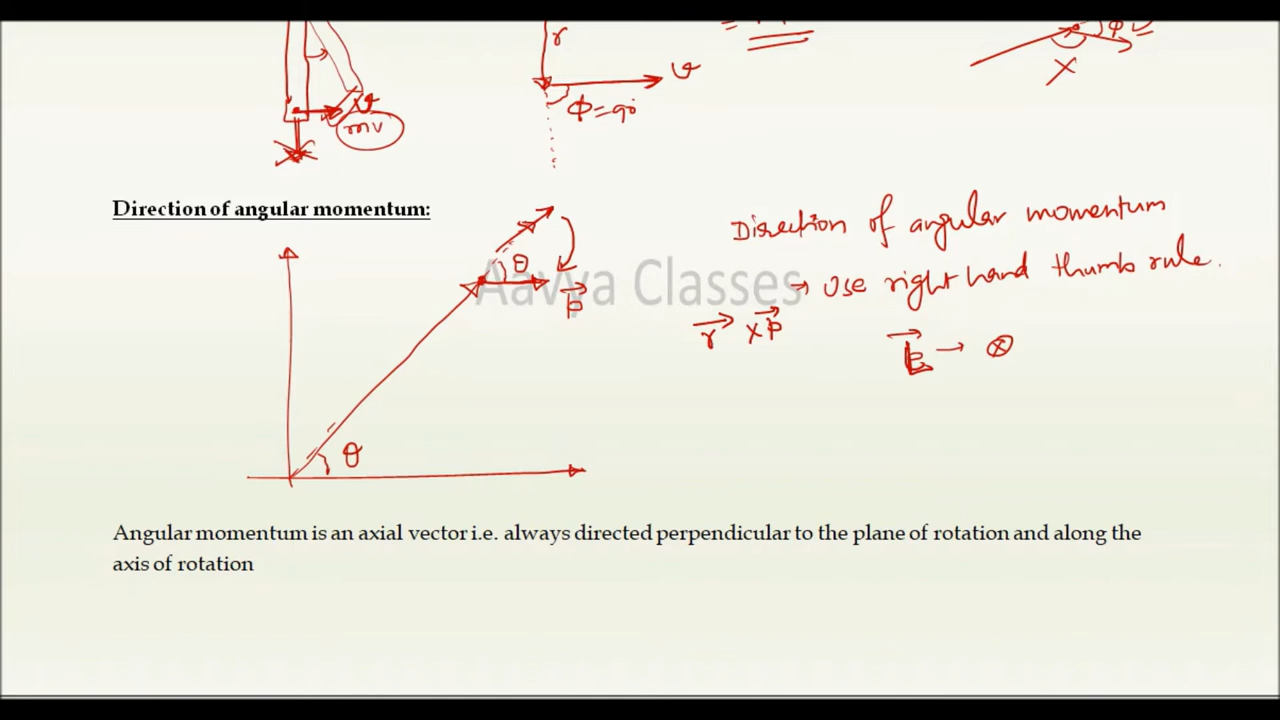 r
v
v
mv
ϕ=90
ϕ
X
Direction of angular momentum:
Direction of angular momentum
θ
Aavya Classes
→ Use right hand thumb rule.
p
r x p
L → ⊗
θ
Angular momentum is an axial vector i.e. always directed perpendicular to the plane of rotation and along the
axis of rotation